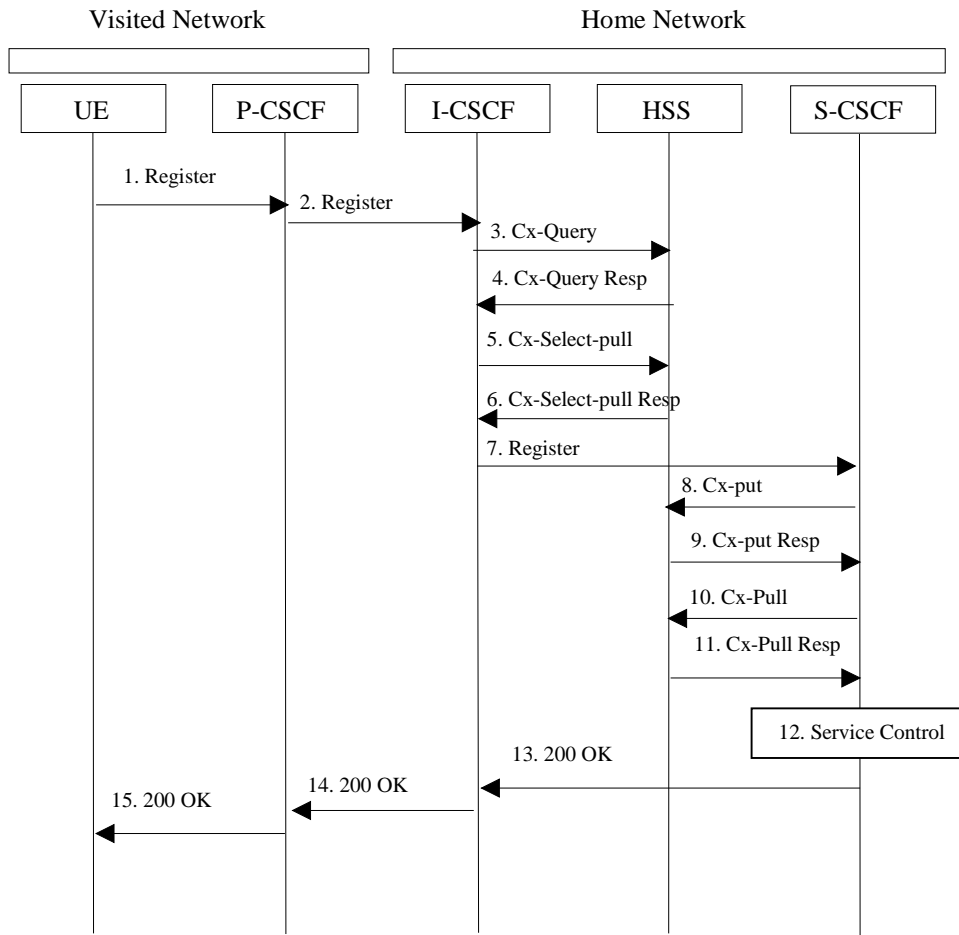 Visited Network
Home Network
UE
P-CSCF
I-CSCF
HSS
S-CSCF
1. Register
2. Register
3. Cx-Query
4. Cx-Query Resp
5. Cx-Select-pull
6. Cx-Select-pull Resp
7. Register
8. Cx-put
9. Cx-put Resp
10. Cx-Pull
11. Cx-Pull Resp
12. Service Control
13. 200 OK
14. 200 OK
15. 200 OK